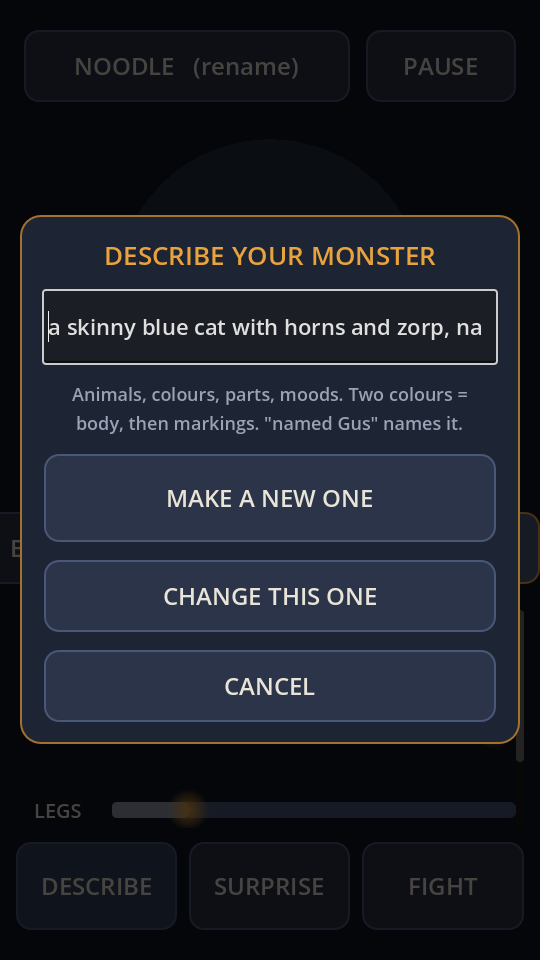 NOODLE (rename)
PAUSE
DESCRIBE YOUR MONSTER
a skinny blue cat with horns and zorp, na
Animals, colours, parts, moods. Two colours =
body, then markings. "named Gus" names it.
MAKE A NEW ONE
CHANGE THIS ONE
CANCEL
LEGS
DESCRIBE
SURPRISE
FIGHT